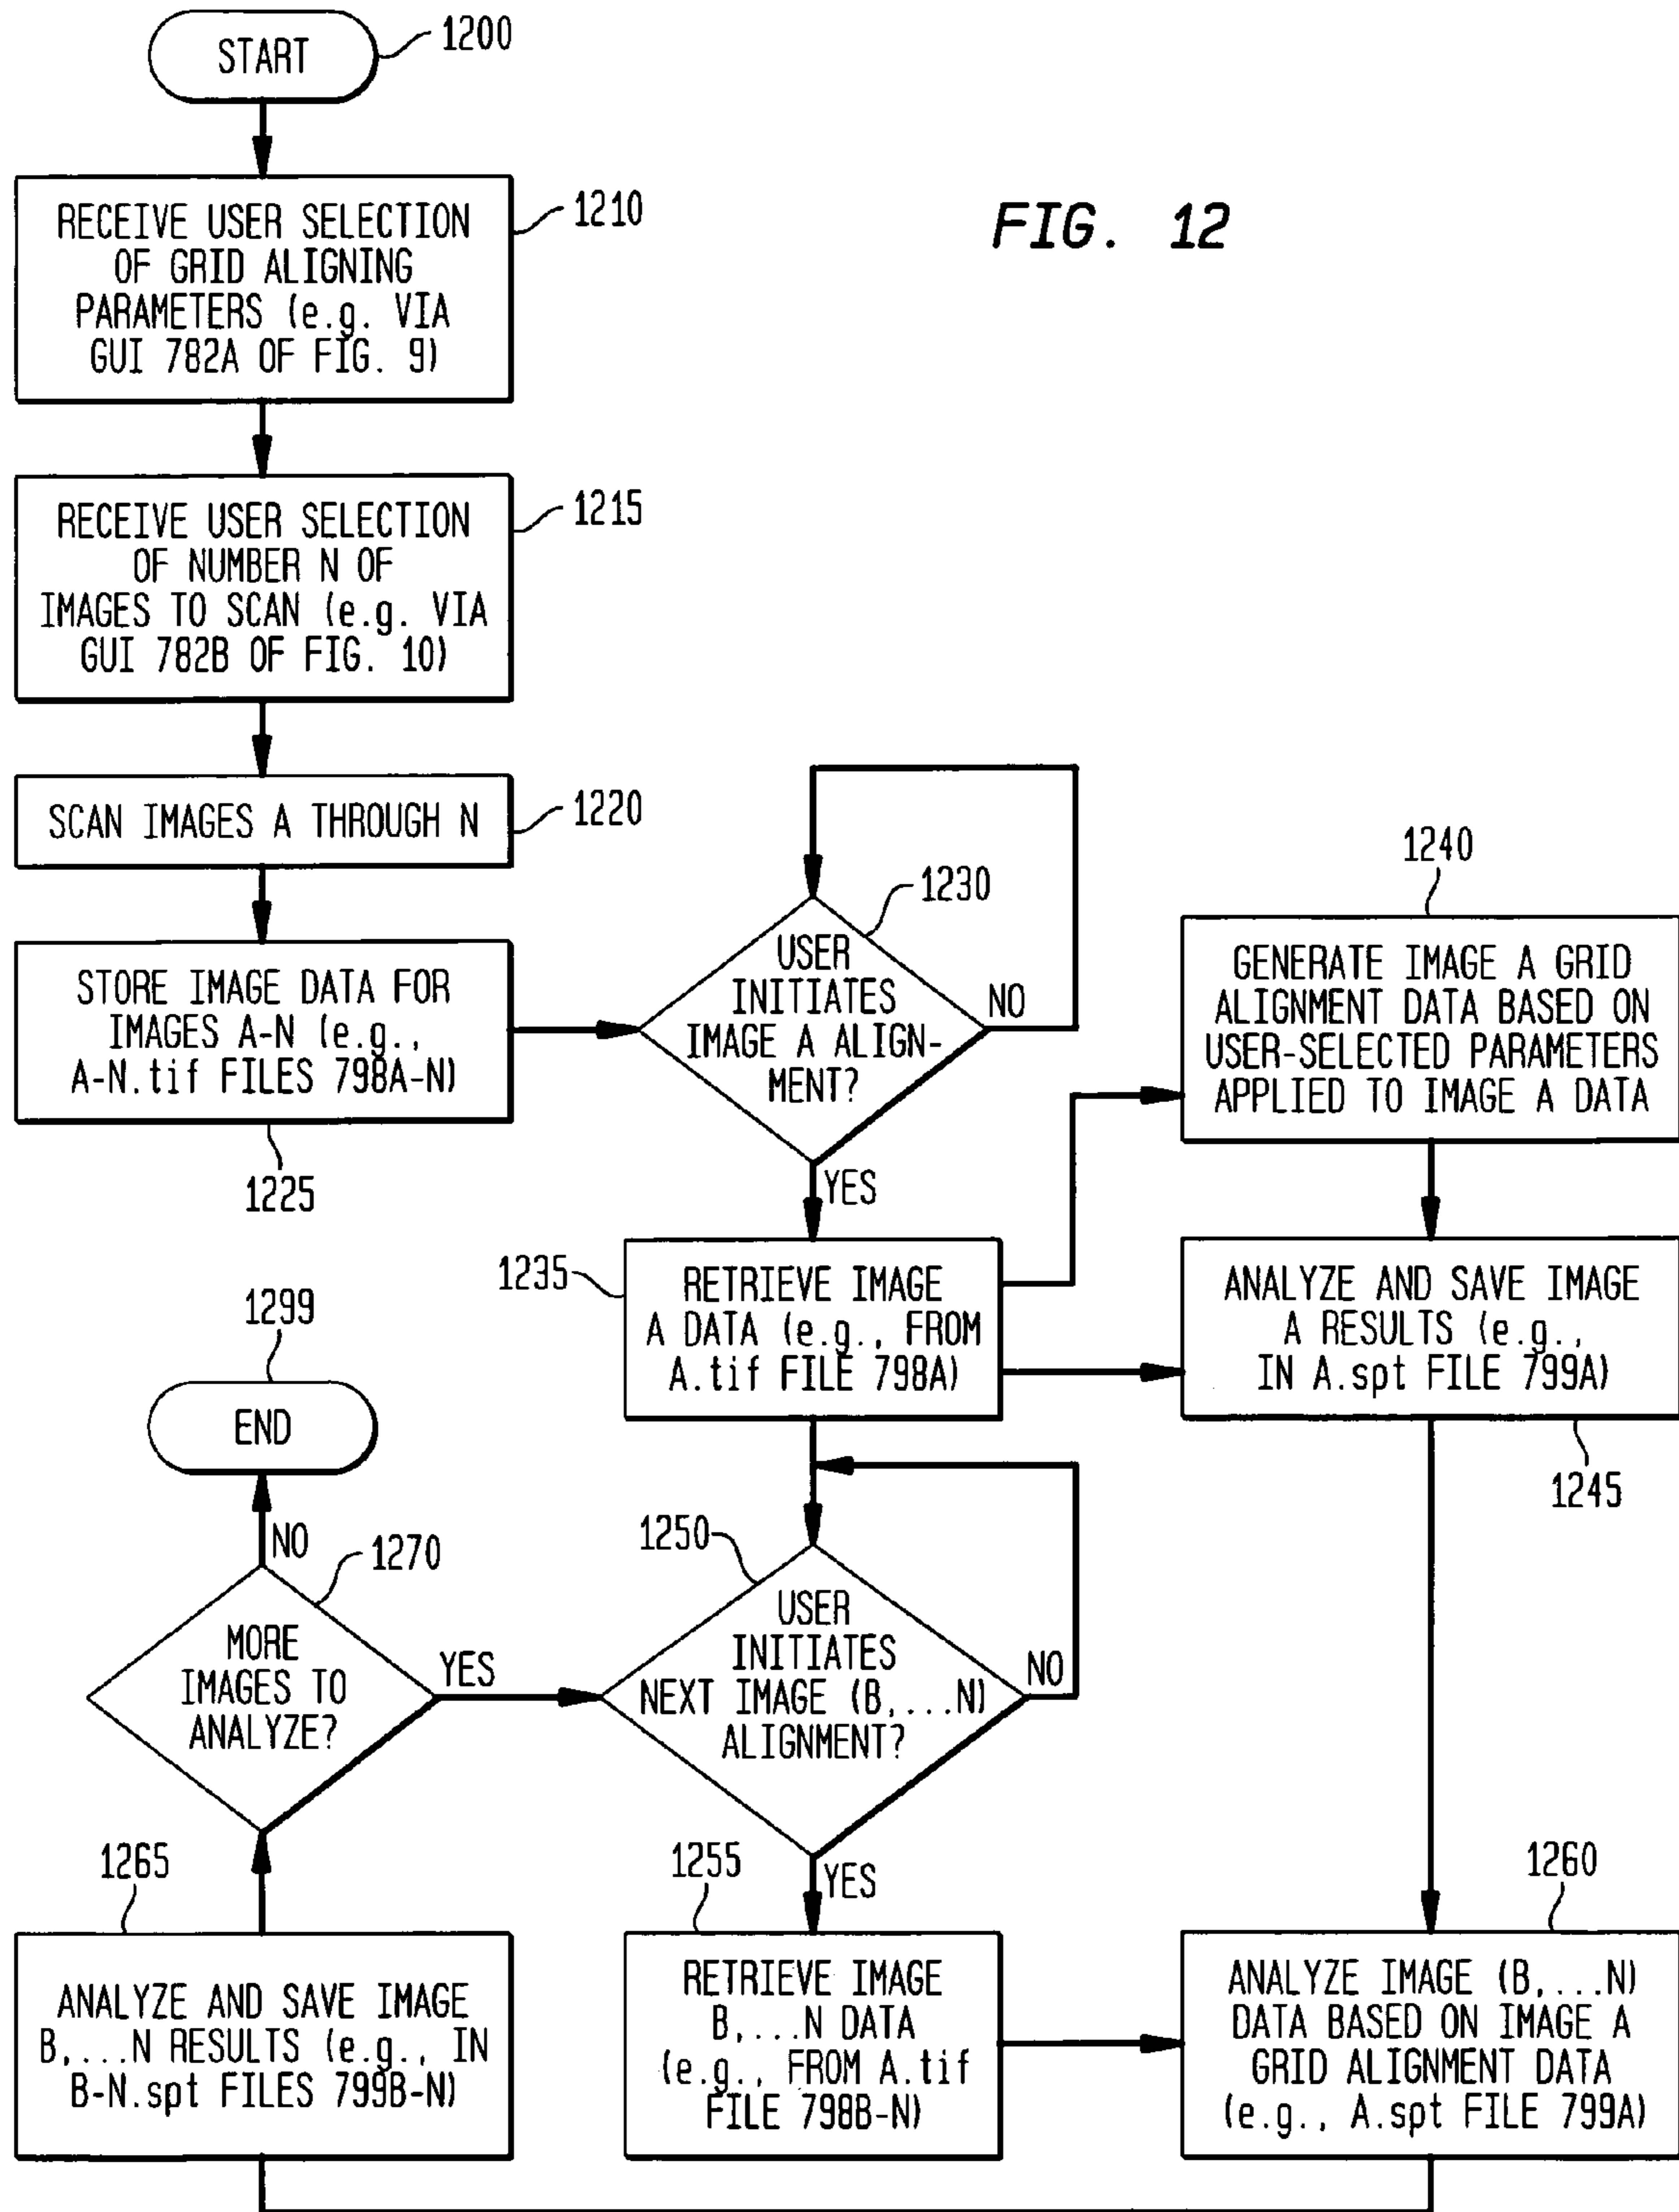 START
1200
RECEIVE USER SELECTION
OF GRID ALIGNING
PARAMETERS (e.g. VIA
GUI 782A OF FIG. 9)
1210
FIG. 12
RECEIVE USER SELECTION
OF NUMBER N OF
IMAGES TO SCAN (e.g. VIA
GUI 782B OF FIG. 10)
1215
SCAN IMAGES A THROUGH N
1220
STORE IMAGE DATA FOR
IMAGES A-N (e.g.,
A-N.tif FILES 798A-N)
1225
1230
USER
INITIATES
IMAGE A ALIGN-
MENT?
NO
YES
1240
GENERATE IMAGE A GRID
ALIGNMENT DATA BASED ON
USER-SELECTED PARAMETERS
APPLIED TO IMAGE A DATA
1235
RETRIEVE IMAGE
A DATA (e.g., FROM
A.tif FILE 798A)
ANALYZE AND SAVE IMAGE
A RESULTS (e.g.,
IN A.spt FILE 799A)
1245
1299
END
NO
1270
MORE
IMAGES TO
ANALYZE?
YES
1250
USER
INITIATES
NEXT IMAGE (B,...N)
ALIGNMENT?
NO
YES
1265
ANALYZE AND SAVE IMAGE
B,...N RESULTS (e.g., IN
B-N.spt FILES 799B-N)
1255
RETRIEVE IMAGE
B,...N DATA
(e.g., FROM A.tif
FILE 798B-N)
1260
ANALYZE IMAGE (B,...N)
DATA BASED ON IMAGE A
GRID ALIGNMENT DATA
(e.g., A.spt FILE 799A)